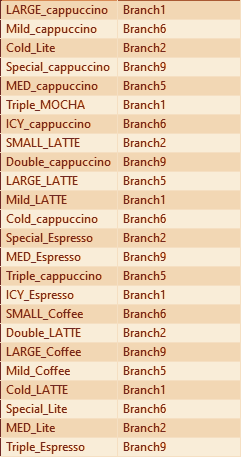 LARGE_cappuccino Branch1
Mild_cappuccino Branch6
Cold_Lite Branch2
Special_cappuccino Branch9
MED_cappuccino Branch5
Triple_MOCHA Branch1
ICY_cappuccino Branch6
SMALL_LATTE Branch2
Double_cappuccino Branch9
LARGE_LATTE Branch5
Mild_LATTE Branch1
Cold_cappuccino Branch6
Special_Espresso Branch2
MED_Espresso Branch9
Triple_cappuccino Branch5
ICY_Espresso Branch1
SMALL_Coffee Branch6
Double_LATTE Branch2
LARGE_Coffee Branch9
Mild_Coffee Branch5
Cold_LATTE Branch1
Special_Lite Branch6
MED_Lite Branch2
Triple_Espresso Branch9